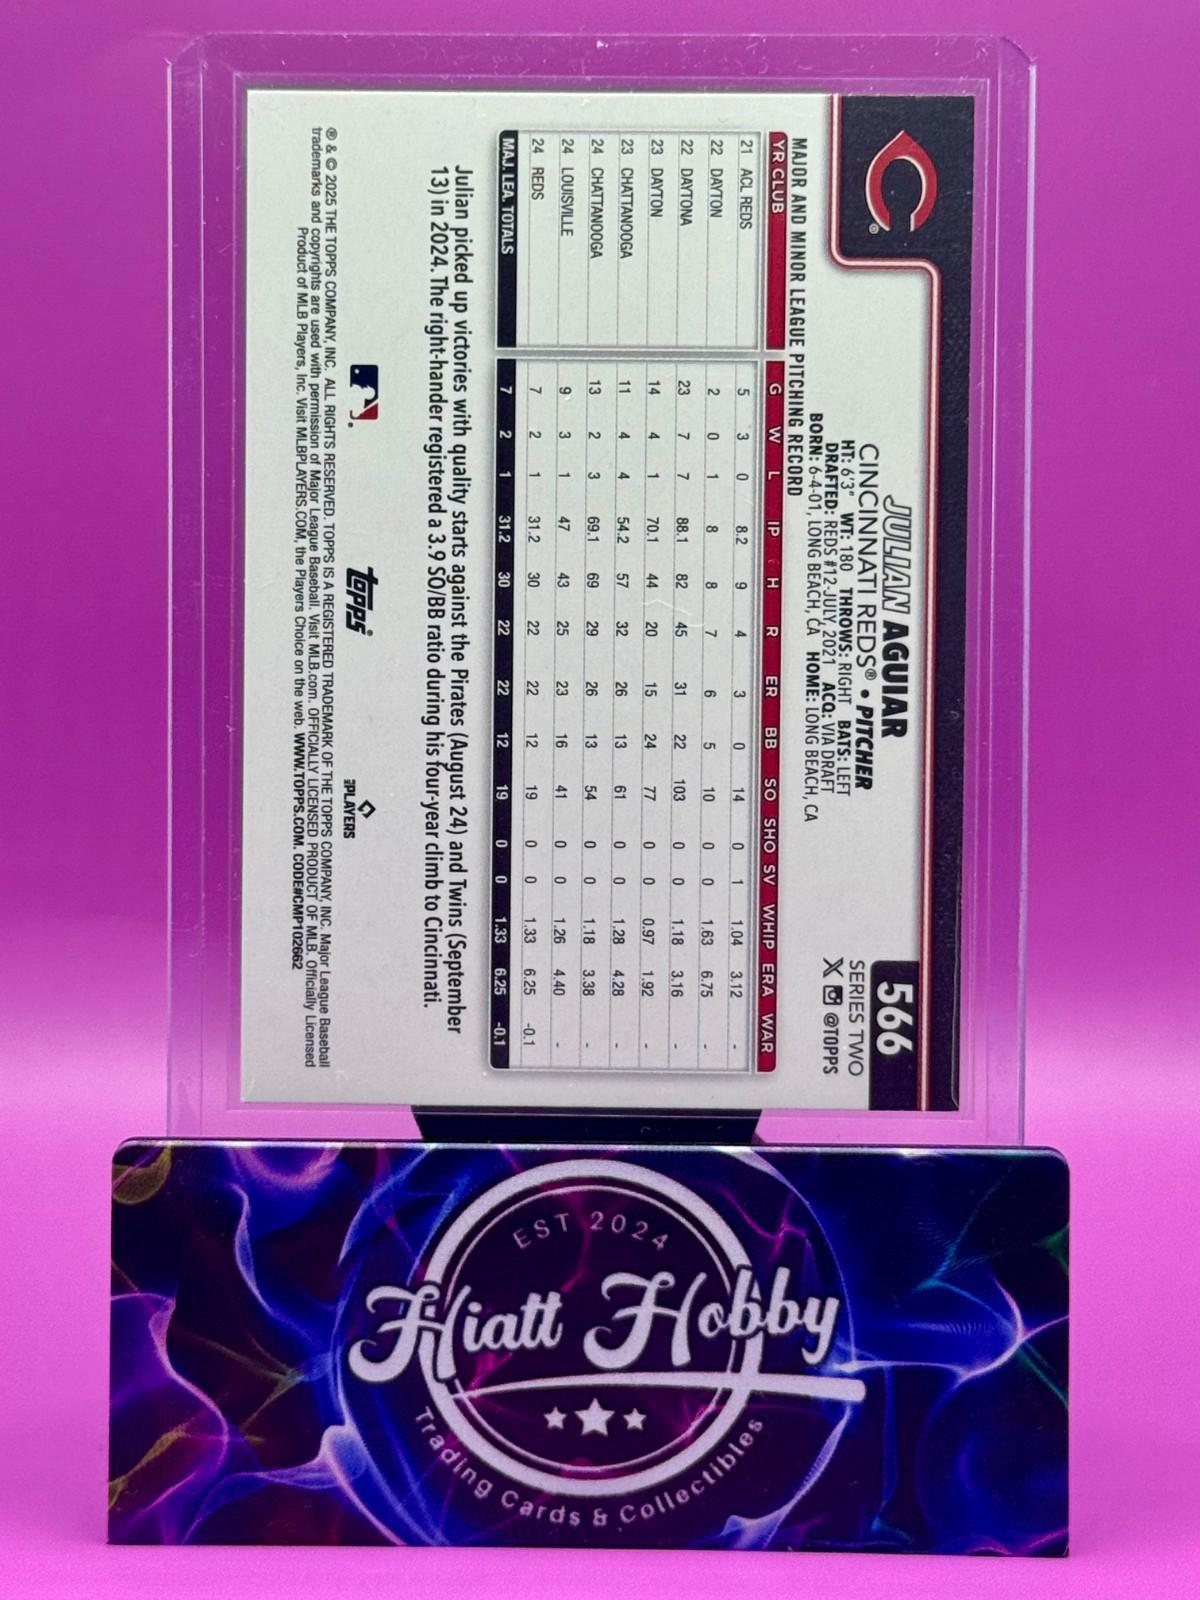 566
SERIES TWO
X @TOPPS
JULIAN AGUIAR
CINCINNATI REDS® • PITCHER
HT: 6'3" WT: 180 THROWS: RIGHT BATS: LEFT
DRAFTED: REDS #12-JULY, 2021 ACQ: VIA DRAFT
BORN: 6-4-01, LONG BEACH, CA HOME: LONG BEACH, CA
MAJOR AND MINOR LEAGUE PITCHING RECORD
YR CLUB G W L IP H R ER BB SO SHO SV WHIP ERA WAR
21 ACL REDS 5 3 0 8.2 9 4 3 0 14 0 1 1.04 3.12 -
22 DAYTON 2 0 1 8 8 7 6 5 10 0 0 1.63 6.75 -
22 DAYTONA 23 7 7 88.1 82 45 31 22 103 0 0 1.18 3.16 -
23 DAYTON 14 4 1 70.1 44 20 15 24 77 0 0 0.97 1.92 -
23 CHATTANOOGA 11 4 4 54.2 57 32 26 13 61 0 0 1.28 4.28 -
24 CHATTANOOGA 13 2 3 69.1 69 29 26 13 54 0 0 1.18 3.38 -
24 LOUISVILLE 9 3 1 47 43 25 23 16 41 0 0 1.26 4.40 -
24 REDS 7 2 1 31.2 30 22 22 12 19 0 0 1.33 6.25 -0.1
MAJ. LEA. TOTALS 7 2 1 31.2 30 22 22 12 19 0 0 1.33 6.25 -0.1
Julian picked up victories with quality starts against the Pirates (August 24) and Twins (September
13) in 2024. The right-hander registered a 3.9 SO/BB ratio during his four-year climb to Cincinnati.
topps®
MLB PLAYERS
® & © 2025 THE TOPPS COMPANY, INC. ALL RIGHTS RESERVED. TOPPS IS A REGISTERED TRADEMARK OF THE TOPPS COMPANY, INC. Major League Baseball
trademarks and copyrights are used with permission of Major League Baseball. Visit MLB.com. OFFICIALLY LICENSED PRODUCT OF MLB. Officially Licensed
Product of MLB Players, Inc. Visit MLBPLAYERS.COM, the Players Choice on the web. WWW.TOPPS.COM. CODE#CMP102662
EST 2024
Hiatt Hobby
Trading Cards & Collectibles